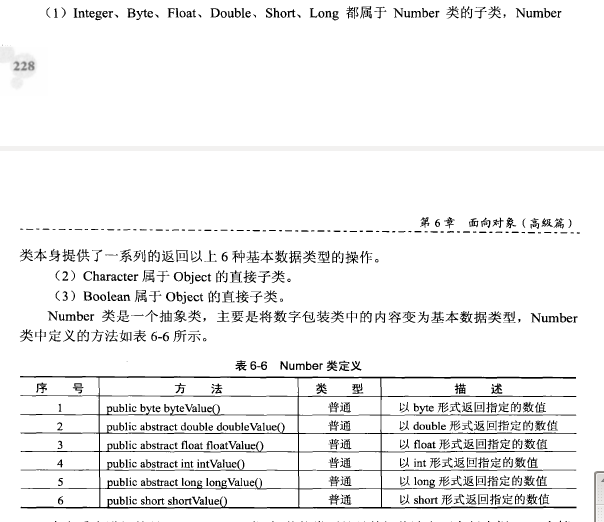 （1）Integer、Byte、Float、Double、Short、Long 都属于 Number 类的子类，Number
228
第 6 章 面向对象（高级篇）
类本身提供了一系列的返回以上 6 种基本数据类型的操作。
（2）Character 属于 Object 的直接子类。
（3）Boolean 属于 Object 的直接子类。
Number 类是一个抽象类，主要是将数字包装类中的内容变为基本数据类型，Number
类中定义的方法如表 6-6 所示。
表 6-6 Number 类定义
序 号 方 法 类 型 描 述
1 public byte byteValue() 普通 以 byte 形式返回指定的数值
2 public abstract double doubleValue() 普通 以 double 形式返回指定的数值
3 public abstract float floatValue() 普通 以 float 形式返回指定的数值
4 public abstract int intValue() 普通 以 int 形式返回指定的数值
5 public abstract long longValue() 普通 以 long 形式返回指定的数值
6 public short shortValue() 普通 以 short 形式返回指定的数值